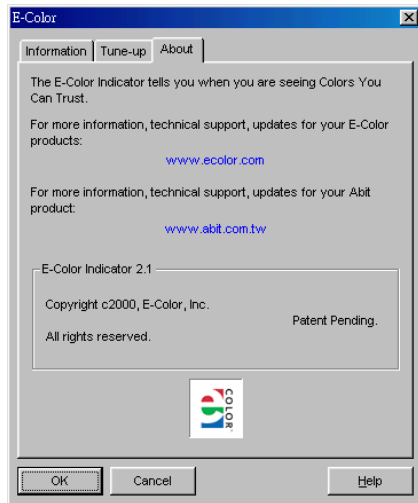 E-Color
Information Tune-up About
The E-Color Indicator tells you when you are seeing Colors You
Can Trust.
For more information, technical support, updates for your E-Color
products:
www.ecolor.com
For more information, technical support, updates for your Abit
product:
www.abit.com.tw
E-Color Indicator 2.1
Copyright c2000, E-Color, Inc.
Patent Pending.
All rights reserved.
COLOR
OK Cancel Help